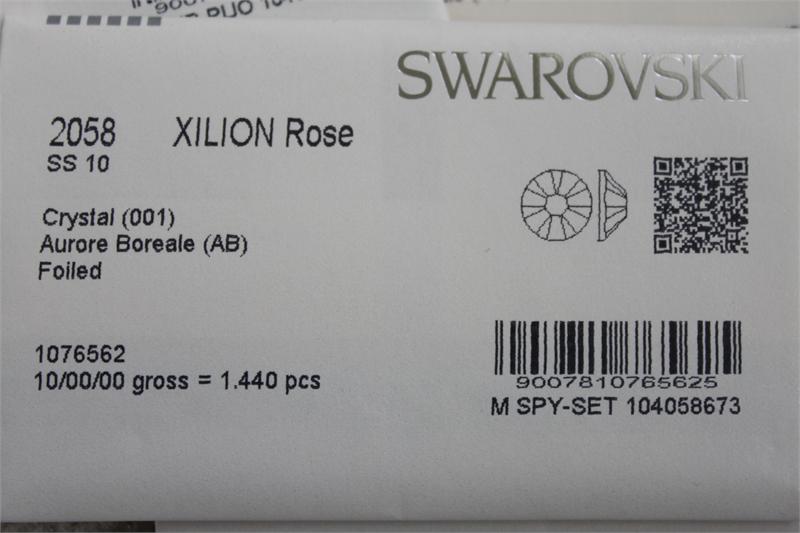 SWAROVSKI
2058 XILION Rose
SS 10
Crystal (001)
Aurore Boreale (AB)
Foiled
1076562
10/00/00 gross = 1.440 pcs
9007810765625
M SPY-SET 104058673